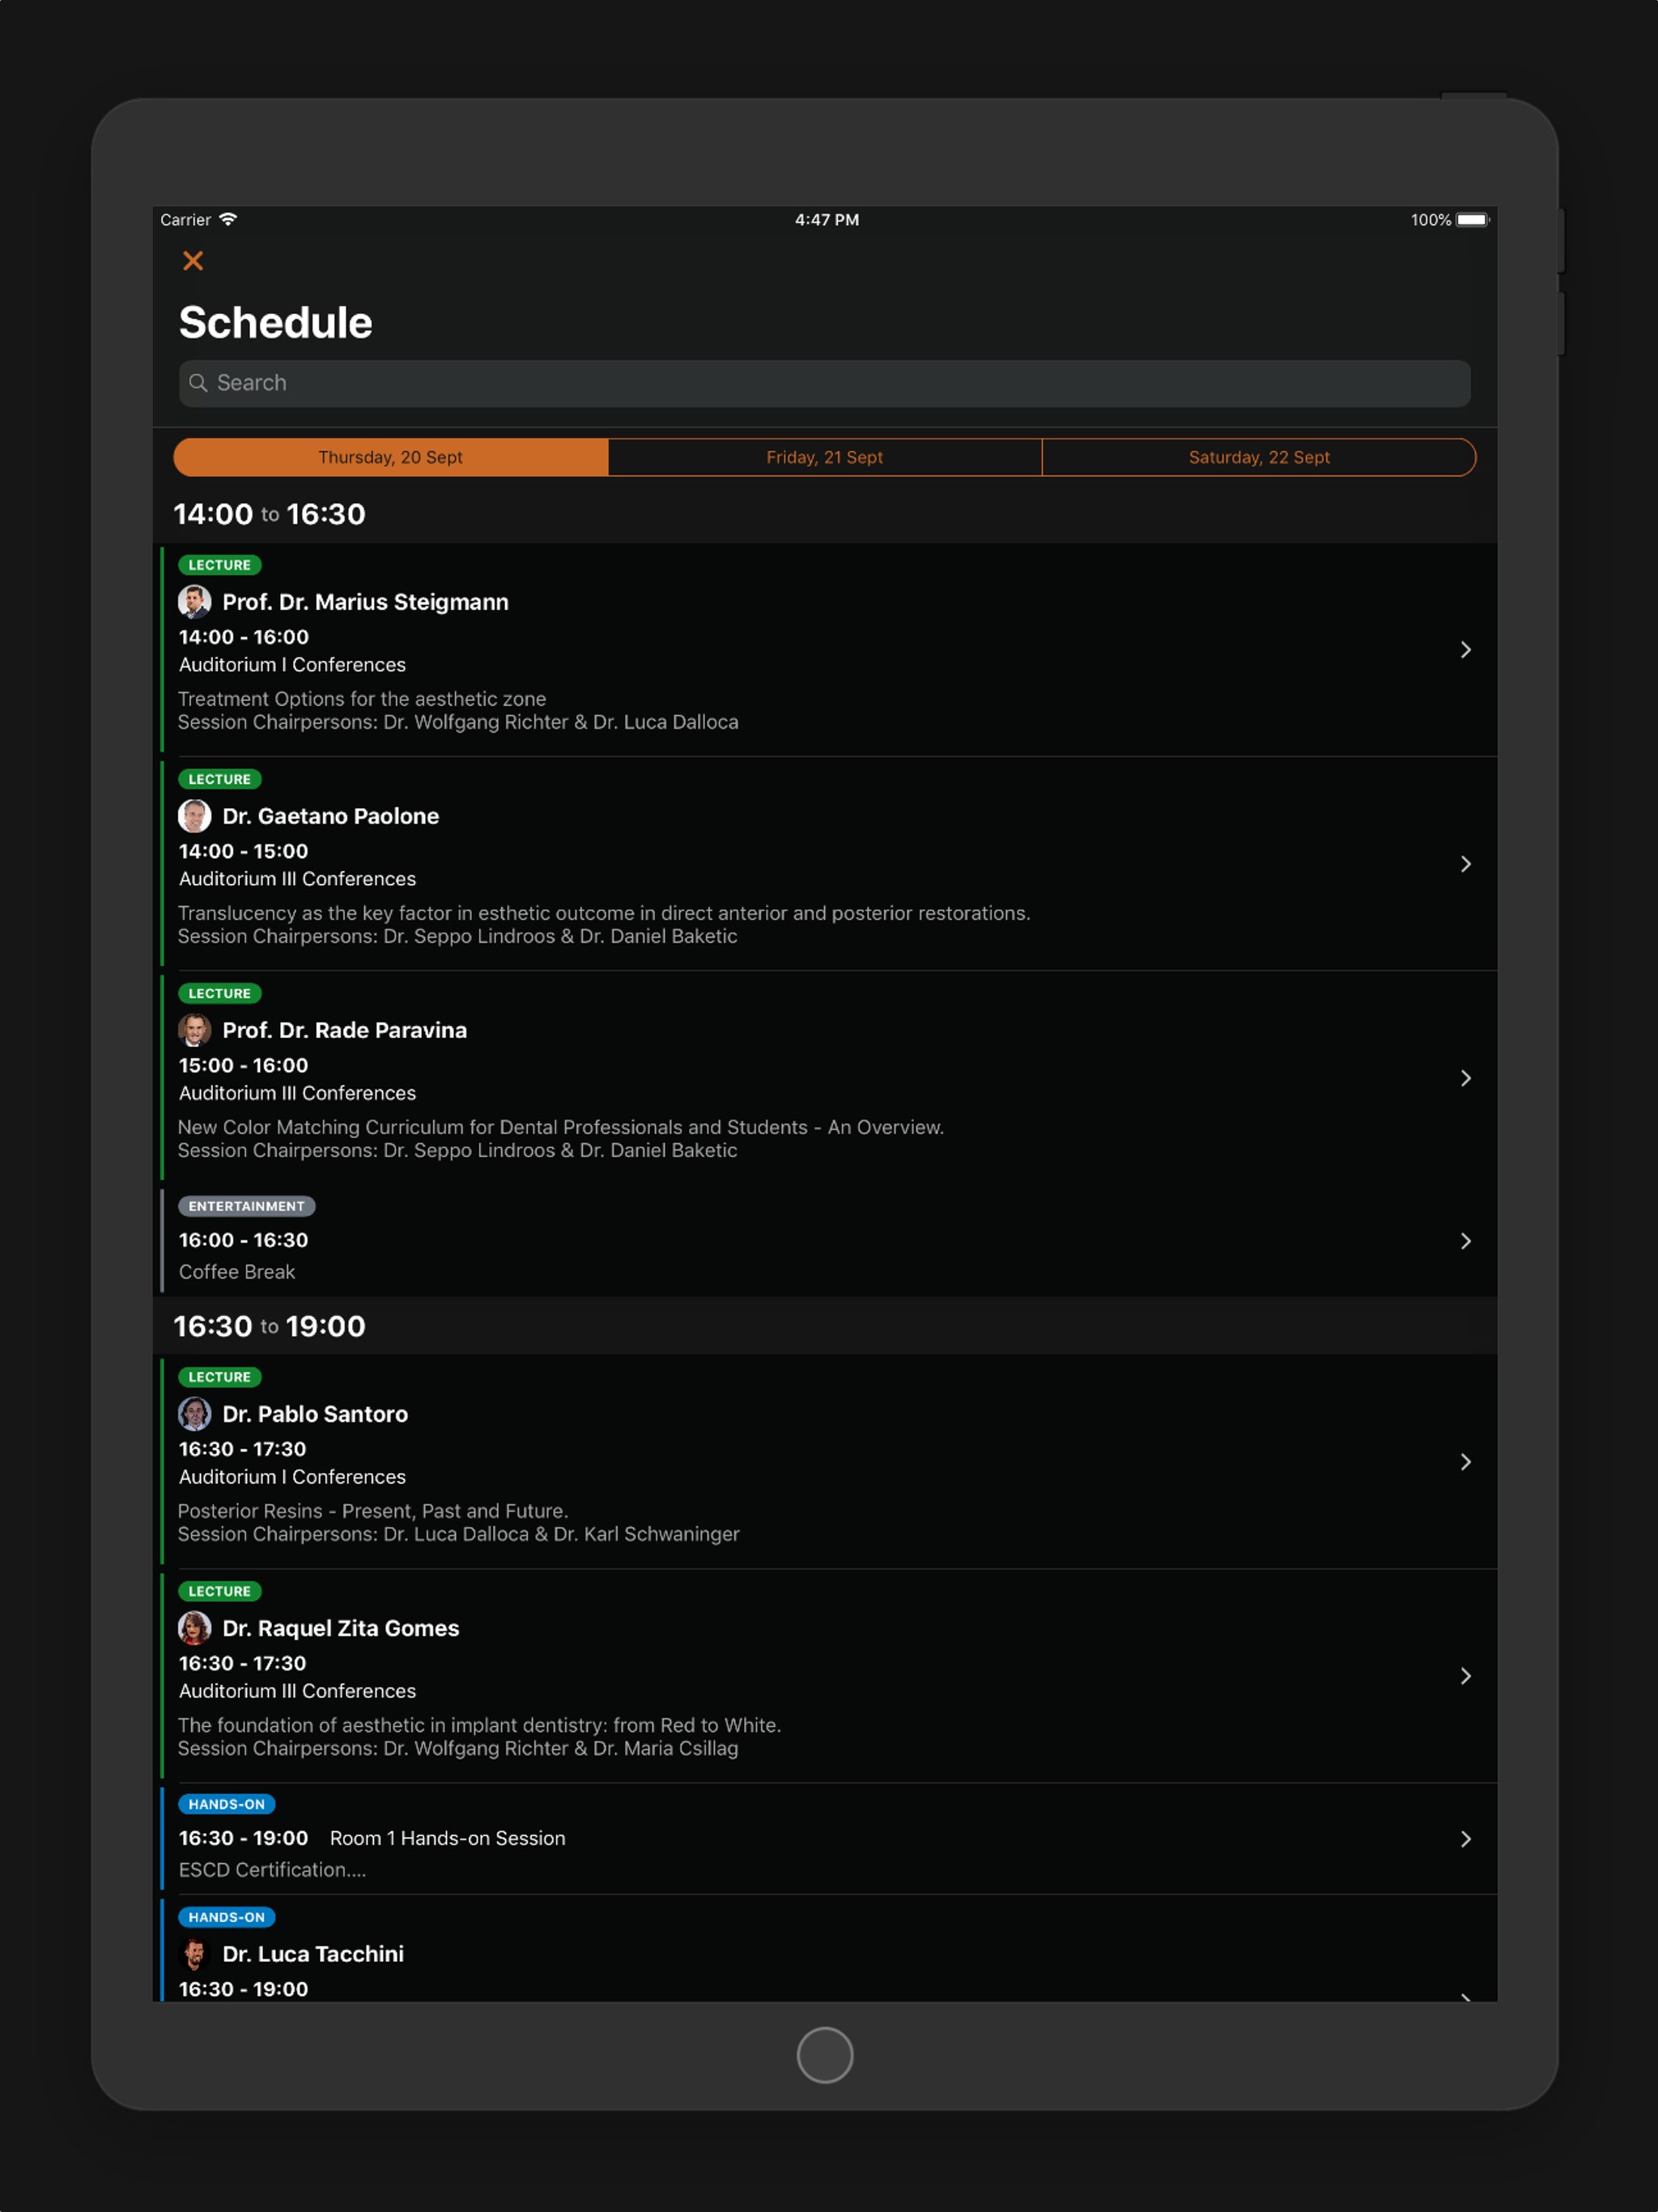 Carrier 4:47 PM 100%
Schedule
Search
Thursday, 20 Sept Friday, 21 Sept Saturday, 22 Sept
14:00 to 16:30
LECTURE
Prof. Dr. Marius Steigmann
14:00 - 16:00
Auditorium I Conferences
Treatment Options for the aesthetic zone
Session Chairpersons: Dr. Wolfgang Richter & Dr. Luca Dalloca
LECTURE
Dr. Gaetano Paolone
14:00 - 15:00
Auditorium III Conferences
Translucency as the key factor in esthetic outcome in direct anterior and posterior restorations.
Session Chairpersons: Dr. Seppo Lindroos & Dr. Daniel Baketic
LECTURE
Prof. Dr. Rade Paravina
15:00 - 16:00
Auditorium III Conferences
New Color Matching Curriculum for Dental Professionals and Students - An Overview.
Session Chairpersons: Dr. Seppo Lindroos & Dr. Daniel Baketic
ENTERTAINMENT
16:00 - 16:30
Coffee Break
16:30 to 19:00
LECTURE
Dr. Pablo Santoro
16:30 - 17:30
Auditorium I Conferences
Posterior Resins - Present, Past and Future.
Session Chairpersons: Dr. Luca Dalloca & Dr. Karl Schwaninger
LECTURE
Dr. Raquel Zita Gomes
16:30 - 17:30
Auditorium III Conferences
The foundation of aesthetic in implant dentistry: from Red to White.
Session Chairpersons: Dr. Wolfgang Richter & Dr. Maria Csillag
HANDS-ON
16:30 - 19:00 Room 1 Hands-on Session
ESCD Certification....
HANDS-ON
Dr. Luca Tacchini
16:30 - 19:00